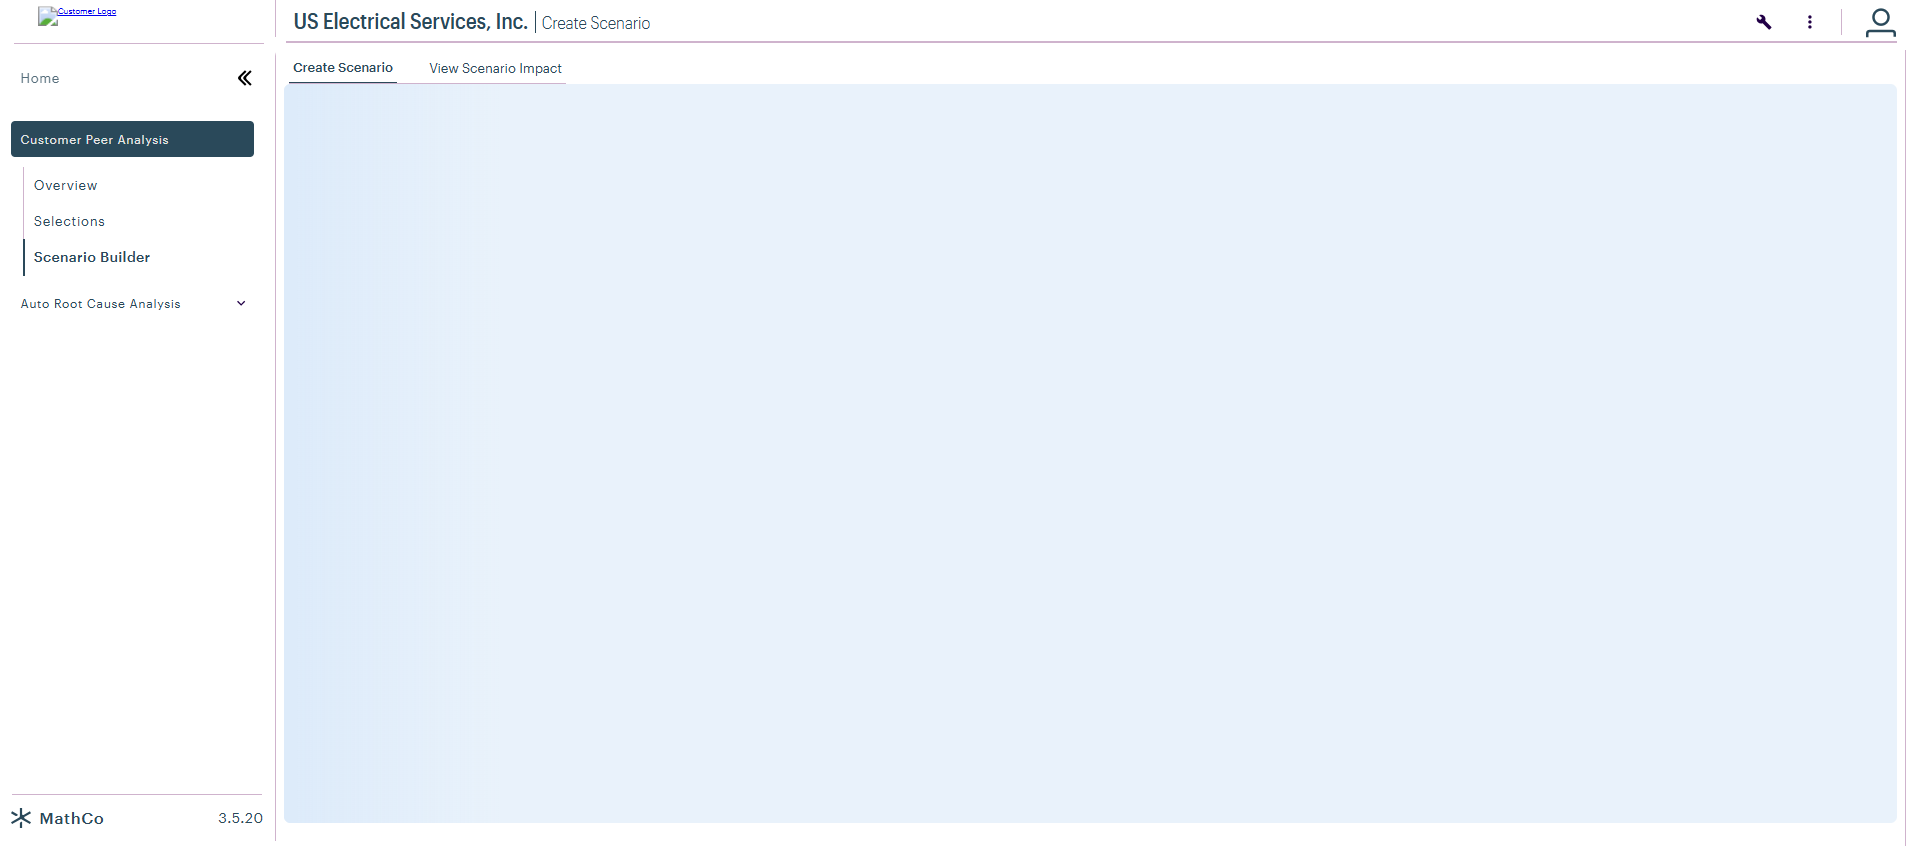 Customer Logo
US Electrical Services, Inc. | Create Scenario
Home
Create Scenario
View Scenario Impact
Customer Peer Analysis
Overview
Selections
Scenario Builder
Auto Root Cause Analysis
MathCo
3.5.20